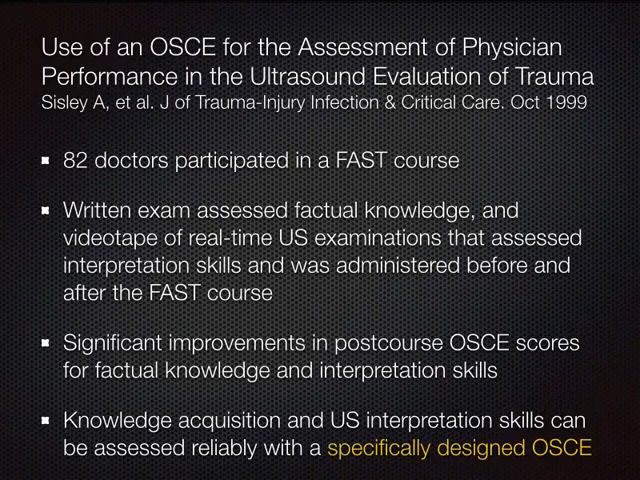 Use of an OSCE for the Assessment of Physician
Performance in the Ultrasound Evaluation of Trauma
Sisley A, et al. J of Trauma-Injury Infection & Critical Care. Oct 1999
82 doctors participated in a FAST course
Written exam assessed factual knowledge, and
videotape of real-time US examinations that assessed
interpretation skills and was administered before and
after the FAST course
Significant improvements in postcourse OSCE scores
for factual knowledge and interpretation skills
Knowledge acquisition and US interpretation skills can
be assessed reliably with a specifically designed OSCE